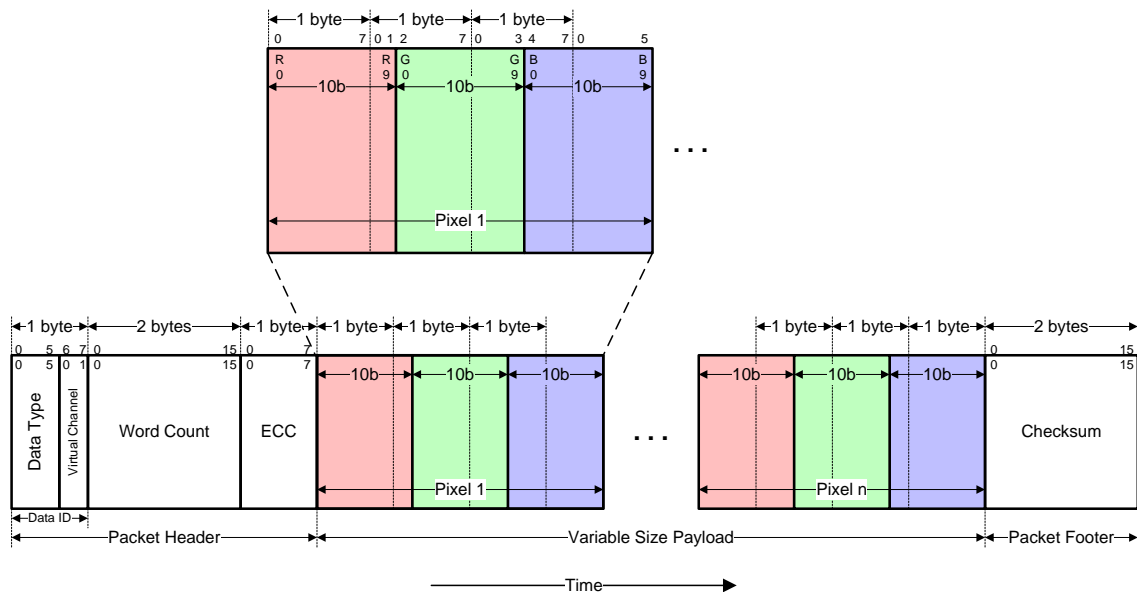 1 byte 1 byte 1 byte
0 7 0 1 2 7 0 3 4 7 0 5
R R G G B B
0 9 0 9 0 9
10b 10b 10b
. . .
Pixel 1
1 byte 2 bytes 1 byte 1 byte 1 byte 1 byte 1 byte 1 byte 1 byte 2 bytes
0 5 6 7 0 15 0 7 0 15
0 5 0 1 0 15 0 7 0 15
10b 10b 10b 10b 10b 10b
Data Type Virtual Channel Word Count ECC . . . Checksum
Pixel 1 Pixel n
Data ID
Packet Header Variable Size Payload Packet Footer
Time